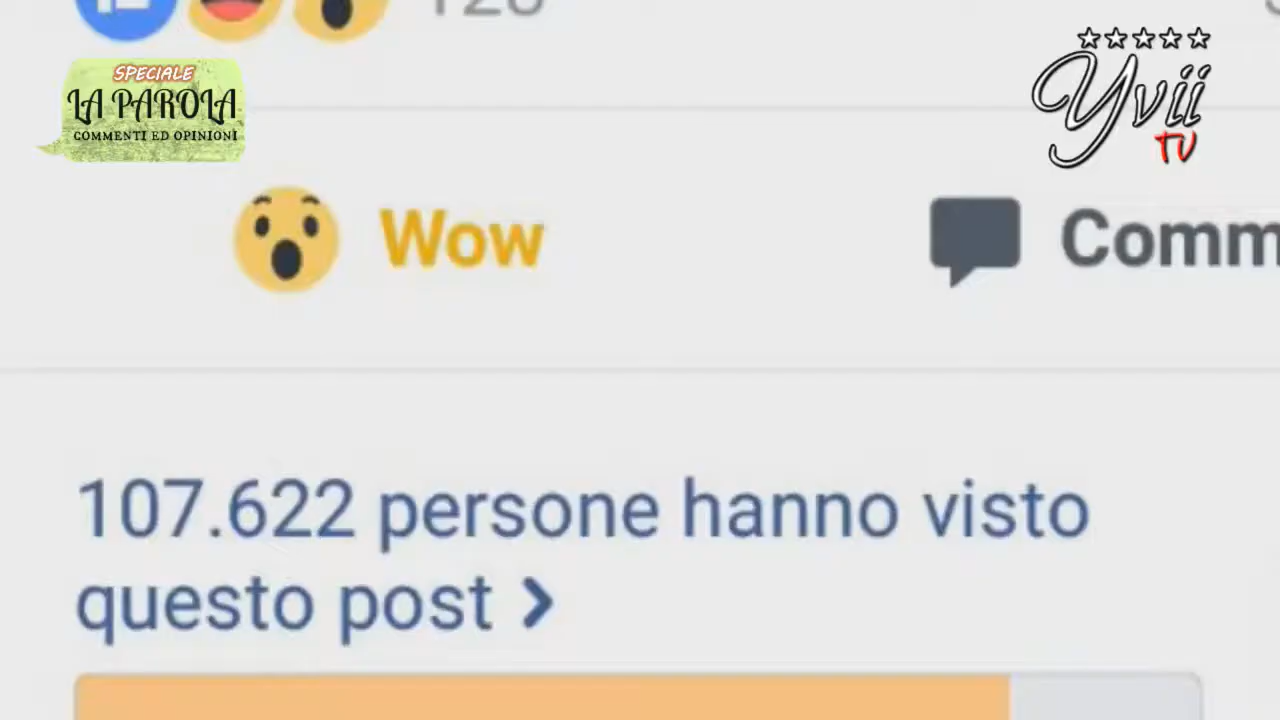 SPECIALE
LA PAROLA
COMMENTI ED OPINIONI
Yvii
TV
Wow
Comm
107.622 persone hanno visto
questo post